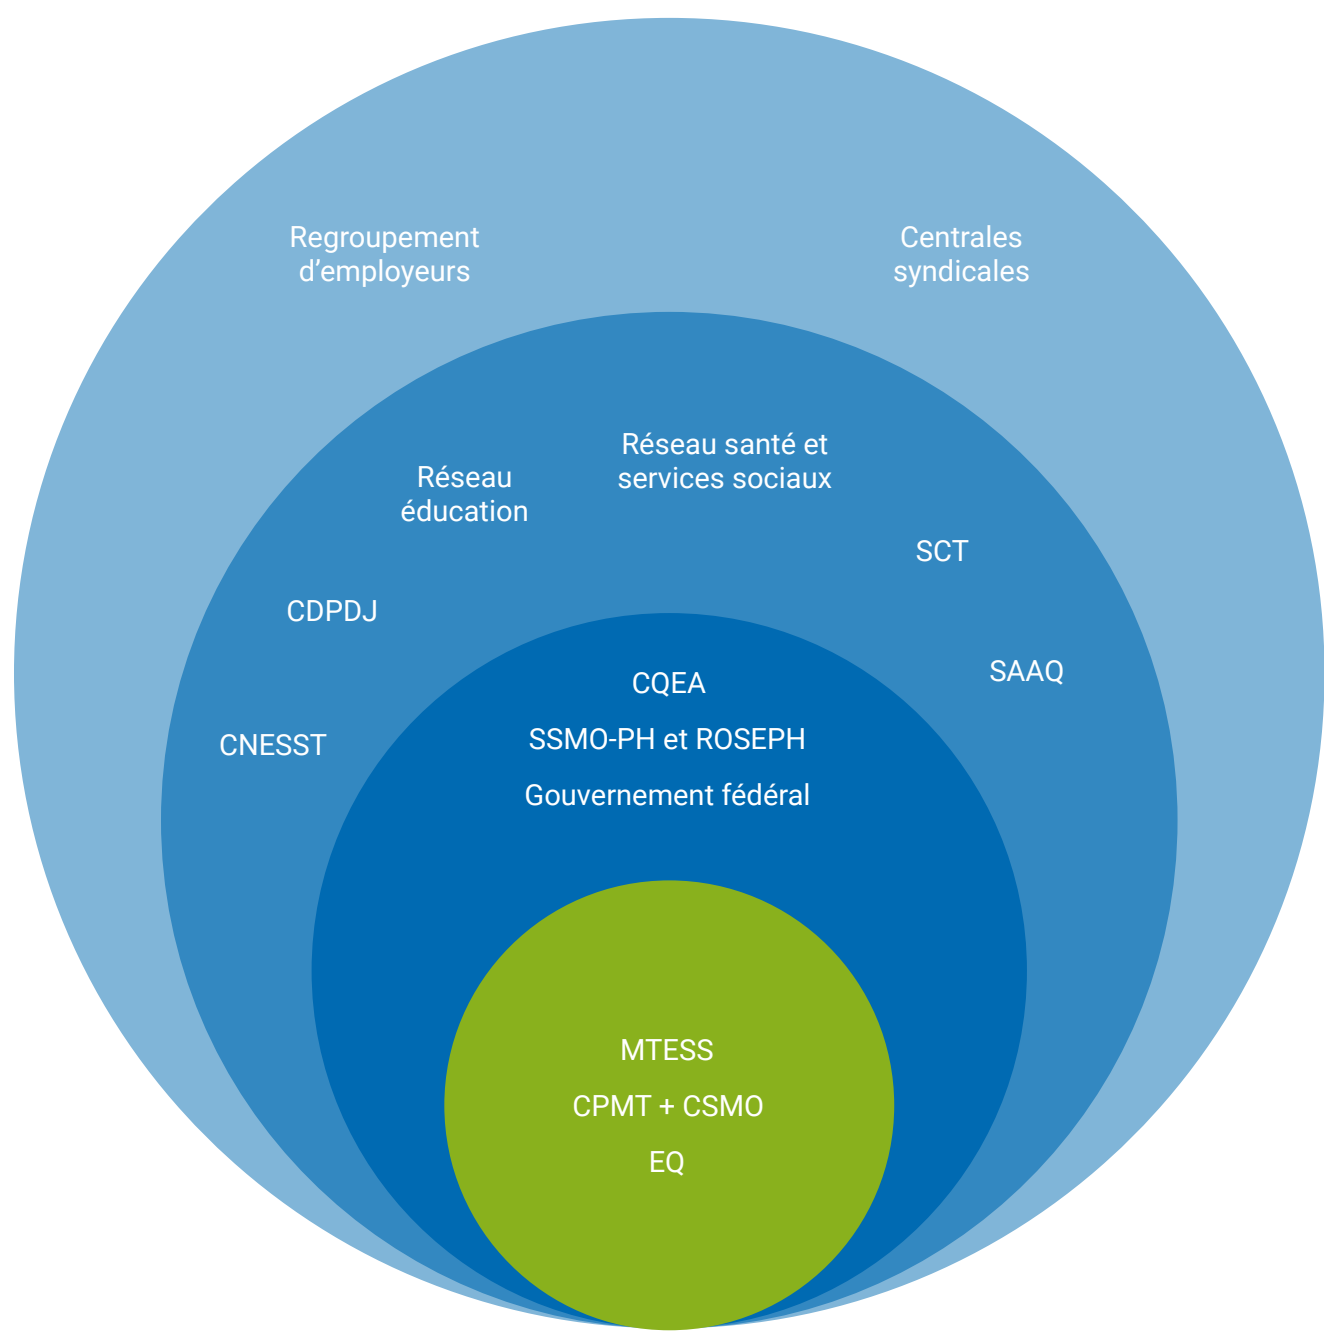 Regroupement
d’employeurs
Centrales
syndicales
Réseau santé et
services sociaux
Réseau
éducation
SCT
CDPDJ
SAAQ
CNESST
CQEA
SSMO-PH et ROSEPH
Gouvernement fédéral
MTESS
CPMT + CSMO
EQ